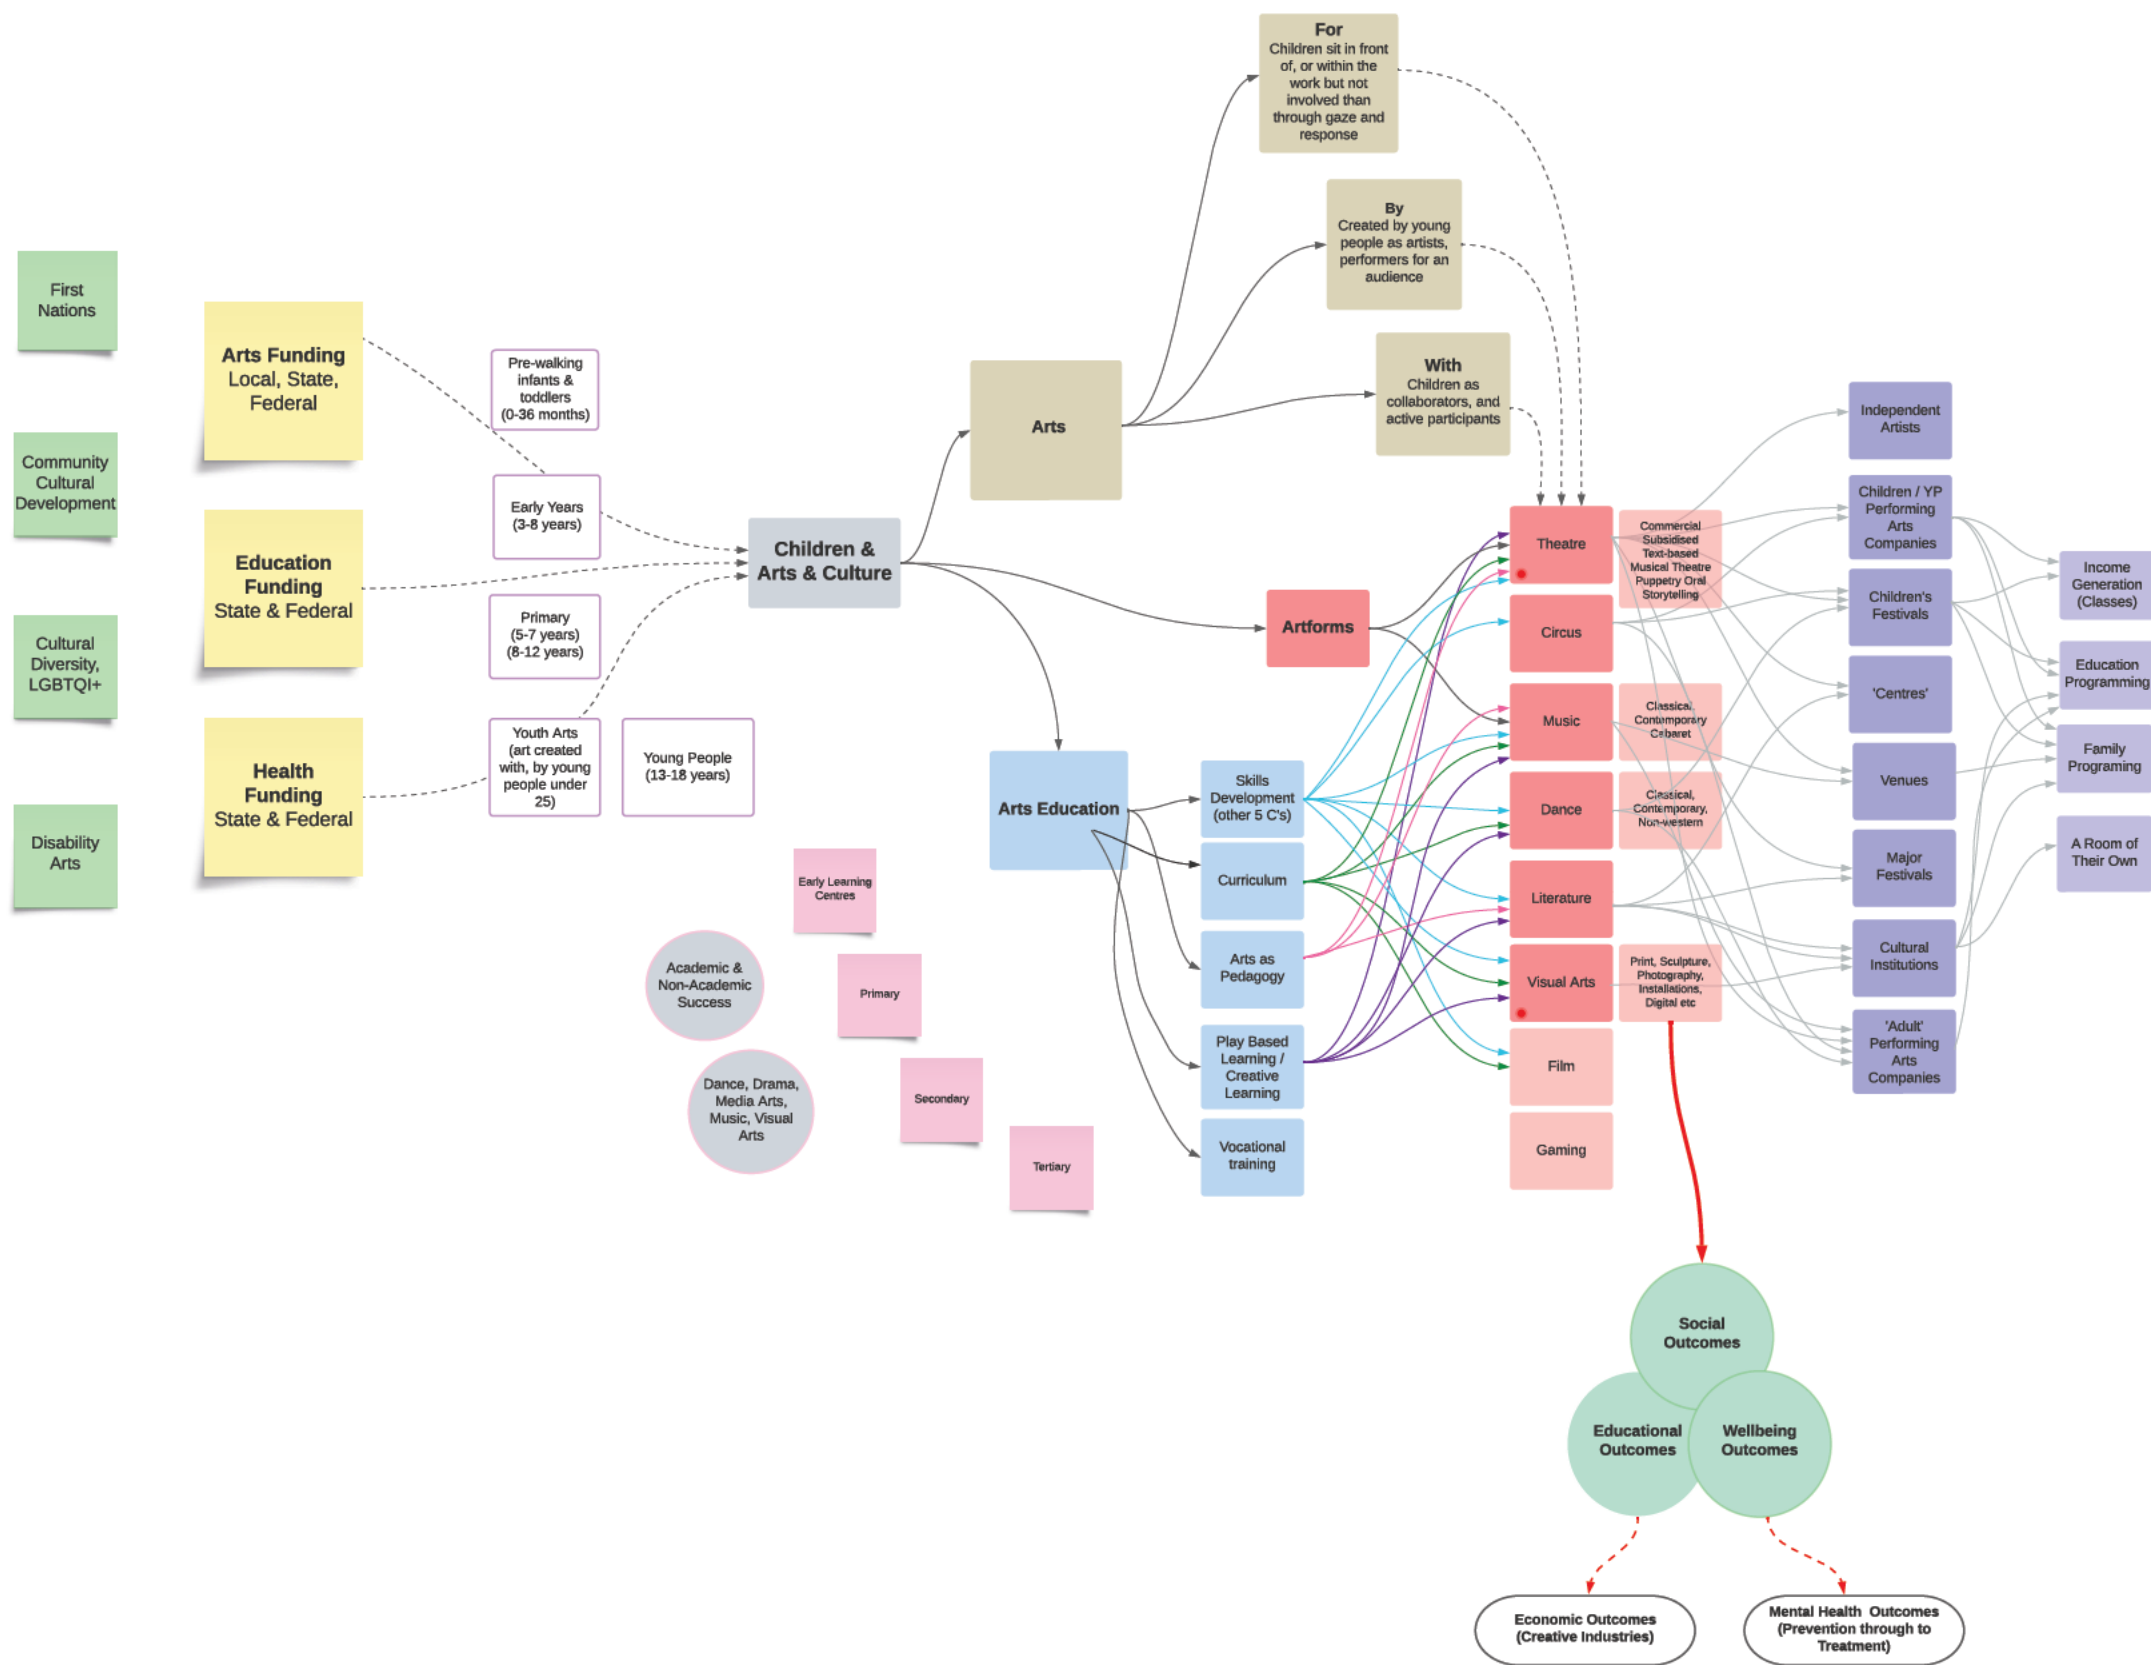 For
Children sit in front
of, or within the
work but not
involved than
through gaze and
response
By
Created by young
people as artists,
performers for an
audience
With
Children as
collaborators, and
active participants
First
Nations
Community
Cultural
Development
Cultural
Diversity,
LGBTQI+
Disability
Arts
Arts Funding
Local, State,
Federal
Education
Funding
State & Federal
Health
Funding
State & Federal
Pre-walking
infants &
toddlers
(0-36 months)
Early Years
(3-8 years)
Primary
(5-7 years)
(8-12 years)
Youth Arts
(art created
with, by young
people under
25)
Young People
(13-18 years)
Children &
Arts & Culture
Arts
Artforms
Arts Education
Early Learning
Centres
Primary
Secondary
Tertiary
Academic &
Non-Academic
Success
Dance, Drama,
Media Arts,
Music, Visual
Arts
Skills
Development
(other 5 C's)
Curriculum
Arts as
Pedagogy
Play Based
Learning /
Creative
Learning
Vocational
training
Theatre
Circus
Music
Dance
Literature
Visual Arts
Film
Gaming
Commercial
Subsidised
Text-based
Musical Theatre
Puppetry Oral
Storytelling
Classical,
Contemporary
Cabaret
Classical,
Contemporary,
Non-western
Print, Sculpture,
Photography,
Installations,
Digital etc
Independent
Artists
Children / YP
Performing
Arts
Companies
Children's
Festivals
'Centres'
Venues
Major
Festivals
Cultural
Institutions
'Adult'
Performing
Arts
Companies
Income
Generation
(Classes)
Education
Programming
Family
Programing
A Room of
Their Own
Social
Outcomes
Educational
Outcomes
Wellbeing
Outcomes
Economic Outcomes
(Creative Industries)
Mental Health Outcomes
(Prevention through to
Treatment)